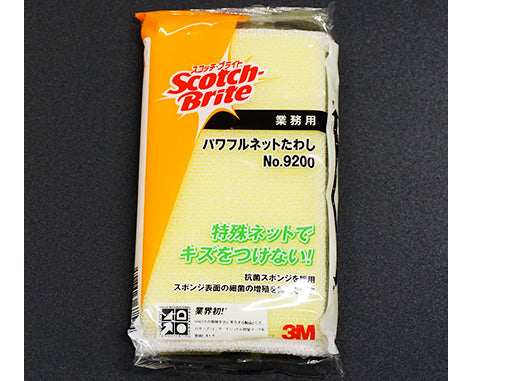 スコッチ・ブライト
Scotch-
Brite
業務用
パワフルネットたわし
No.9200
特殊ネットで
キズをつけない!
抗菌スポンジを
スポンジ表面の細菌の増殖を
業界初!
3M